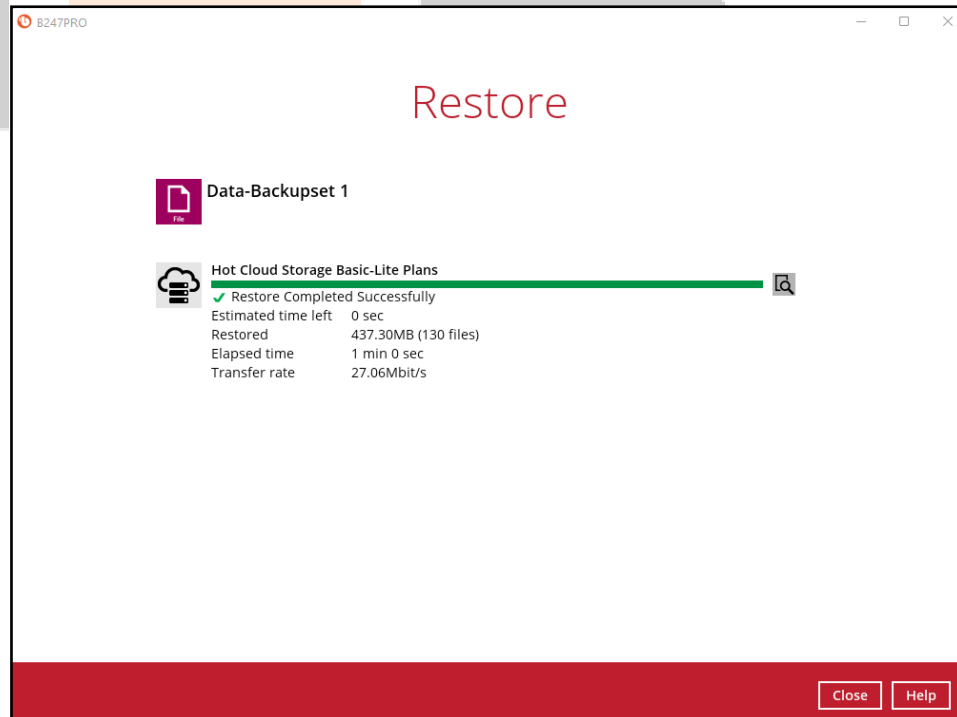 B247PRO
Restore
Data-Backupset 1
File
Hot Cloud Storage Basic-Lite Plans
Restore Completed Successfully
Estimated time left 0 sec
Restored 437.30MB (130 files)
Elapsed time 1 min 0 sec
Transfer rate 27.06Mbit/s
Close Help